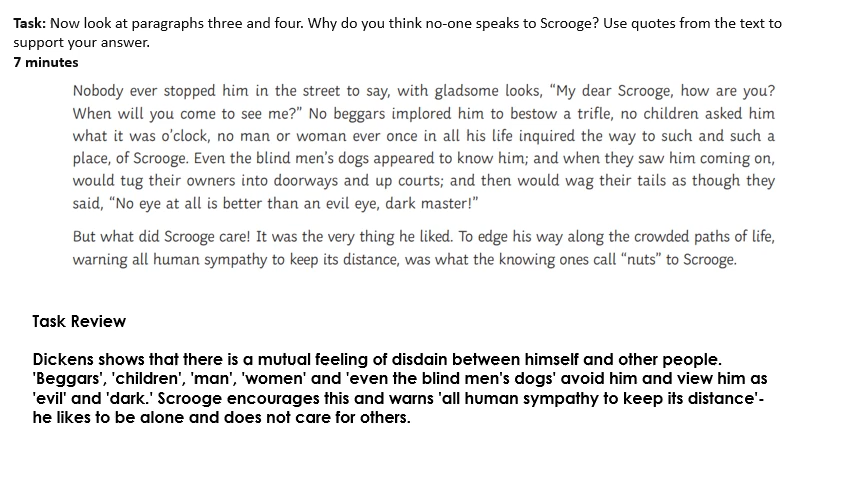 Task: Now look at paragraphs three and four. Why do you think no-one speaks to Scrooge? Use quotes from the text to
support your answer.
7 minutes
Nobody ever stopped him in the street to say, with gladsome looks, “My dear Scrooge, how are you?
When will you come to see me?” No beggars implored him to bestow a trifle, no children asked him
what it was o’clock, no man or woman ever once in all his life inquired the way to such and such a
place, of Scrooge. Even the blind men’s dogs appeared to know him; and when they saw him coming on,
would tug their owners into doorways and up courts; and then would wag their tails as though they
said, “No eye at all is better than an evil eye, dark master!”
But what did Scrooge care! It was the very thing he liked. To edge his way along the crowded paths of life,
warning all human sympathy to keep its distance, was what the knowing ones call “nuts” to Scrooge.
Task Review
Dickens shows that there is a mutual feeling of disdain between himself and other people.
'Beggars', 'children', 'man', 'women' and 'even the blind men's dogs' avoid him and view him as
'evil' and 'dark.' Scrooge encourages this and warns 'all human sympathy to keep its distance'-
he likes to be alone and does not care for others.